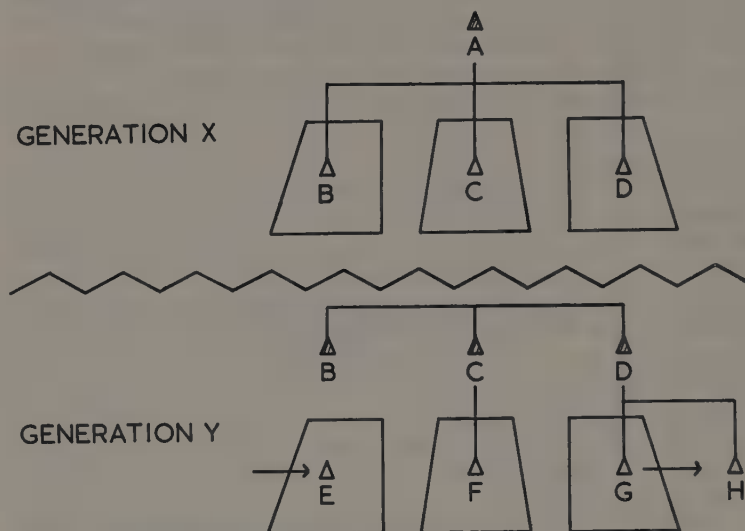 A
GENERATION X
B C D
B C D
GENERATION Y
E F G H